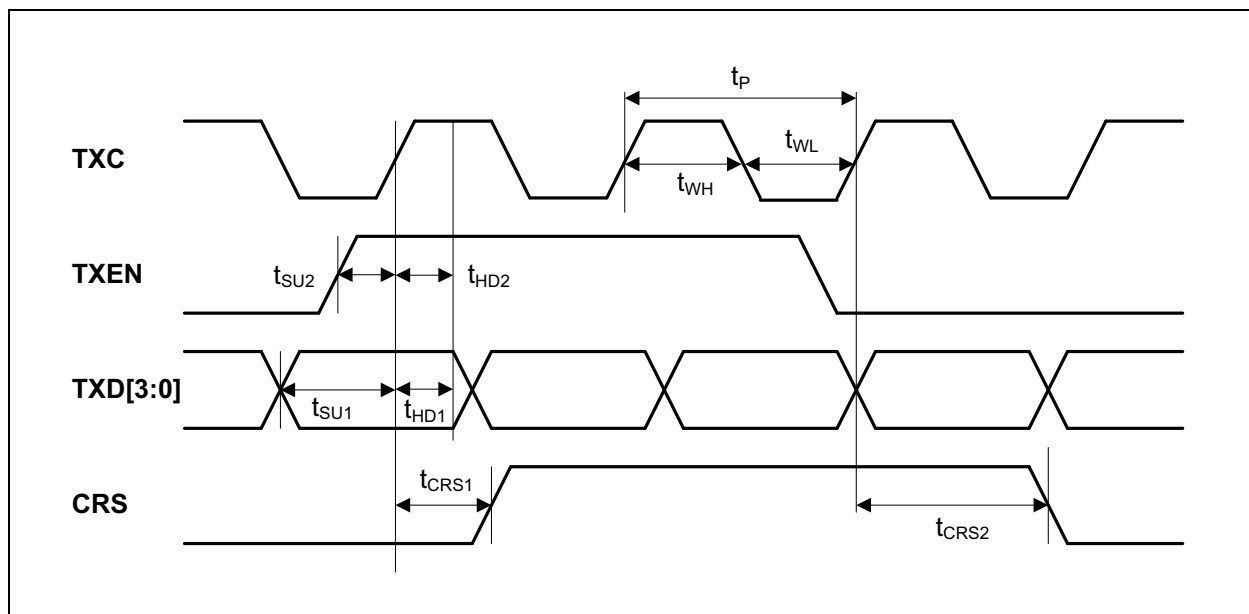 tP
TXC
tWL
tWH
TXEN
tSU2
tHD2
TXD[3:0]
tSU1
tHD1
CRS
tCRS1
tCRS2